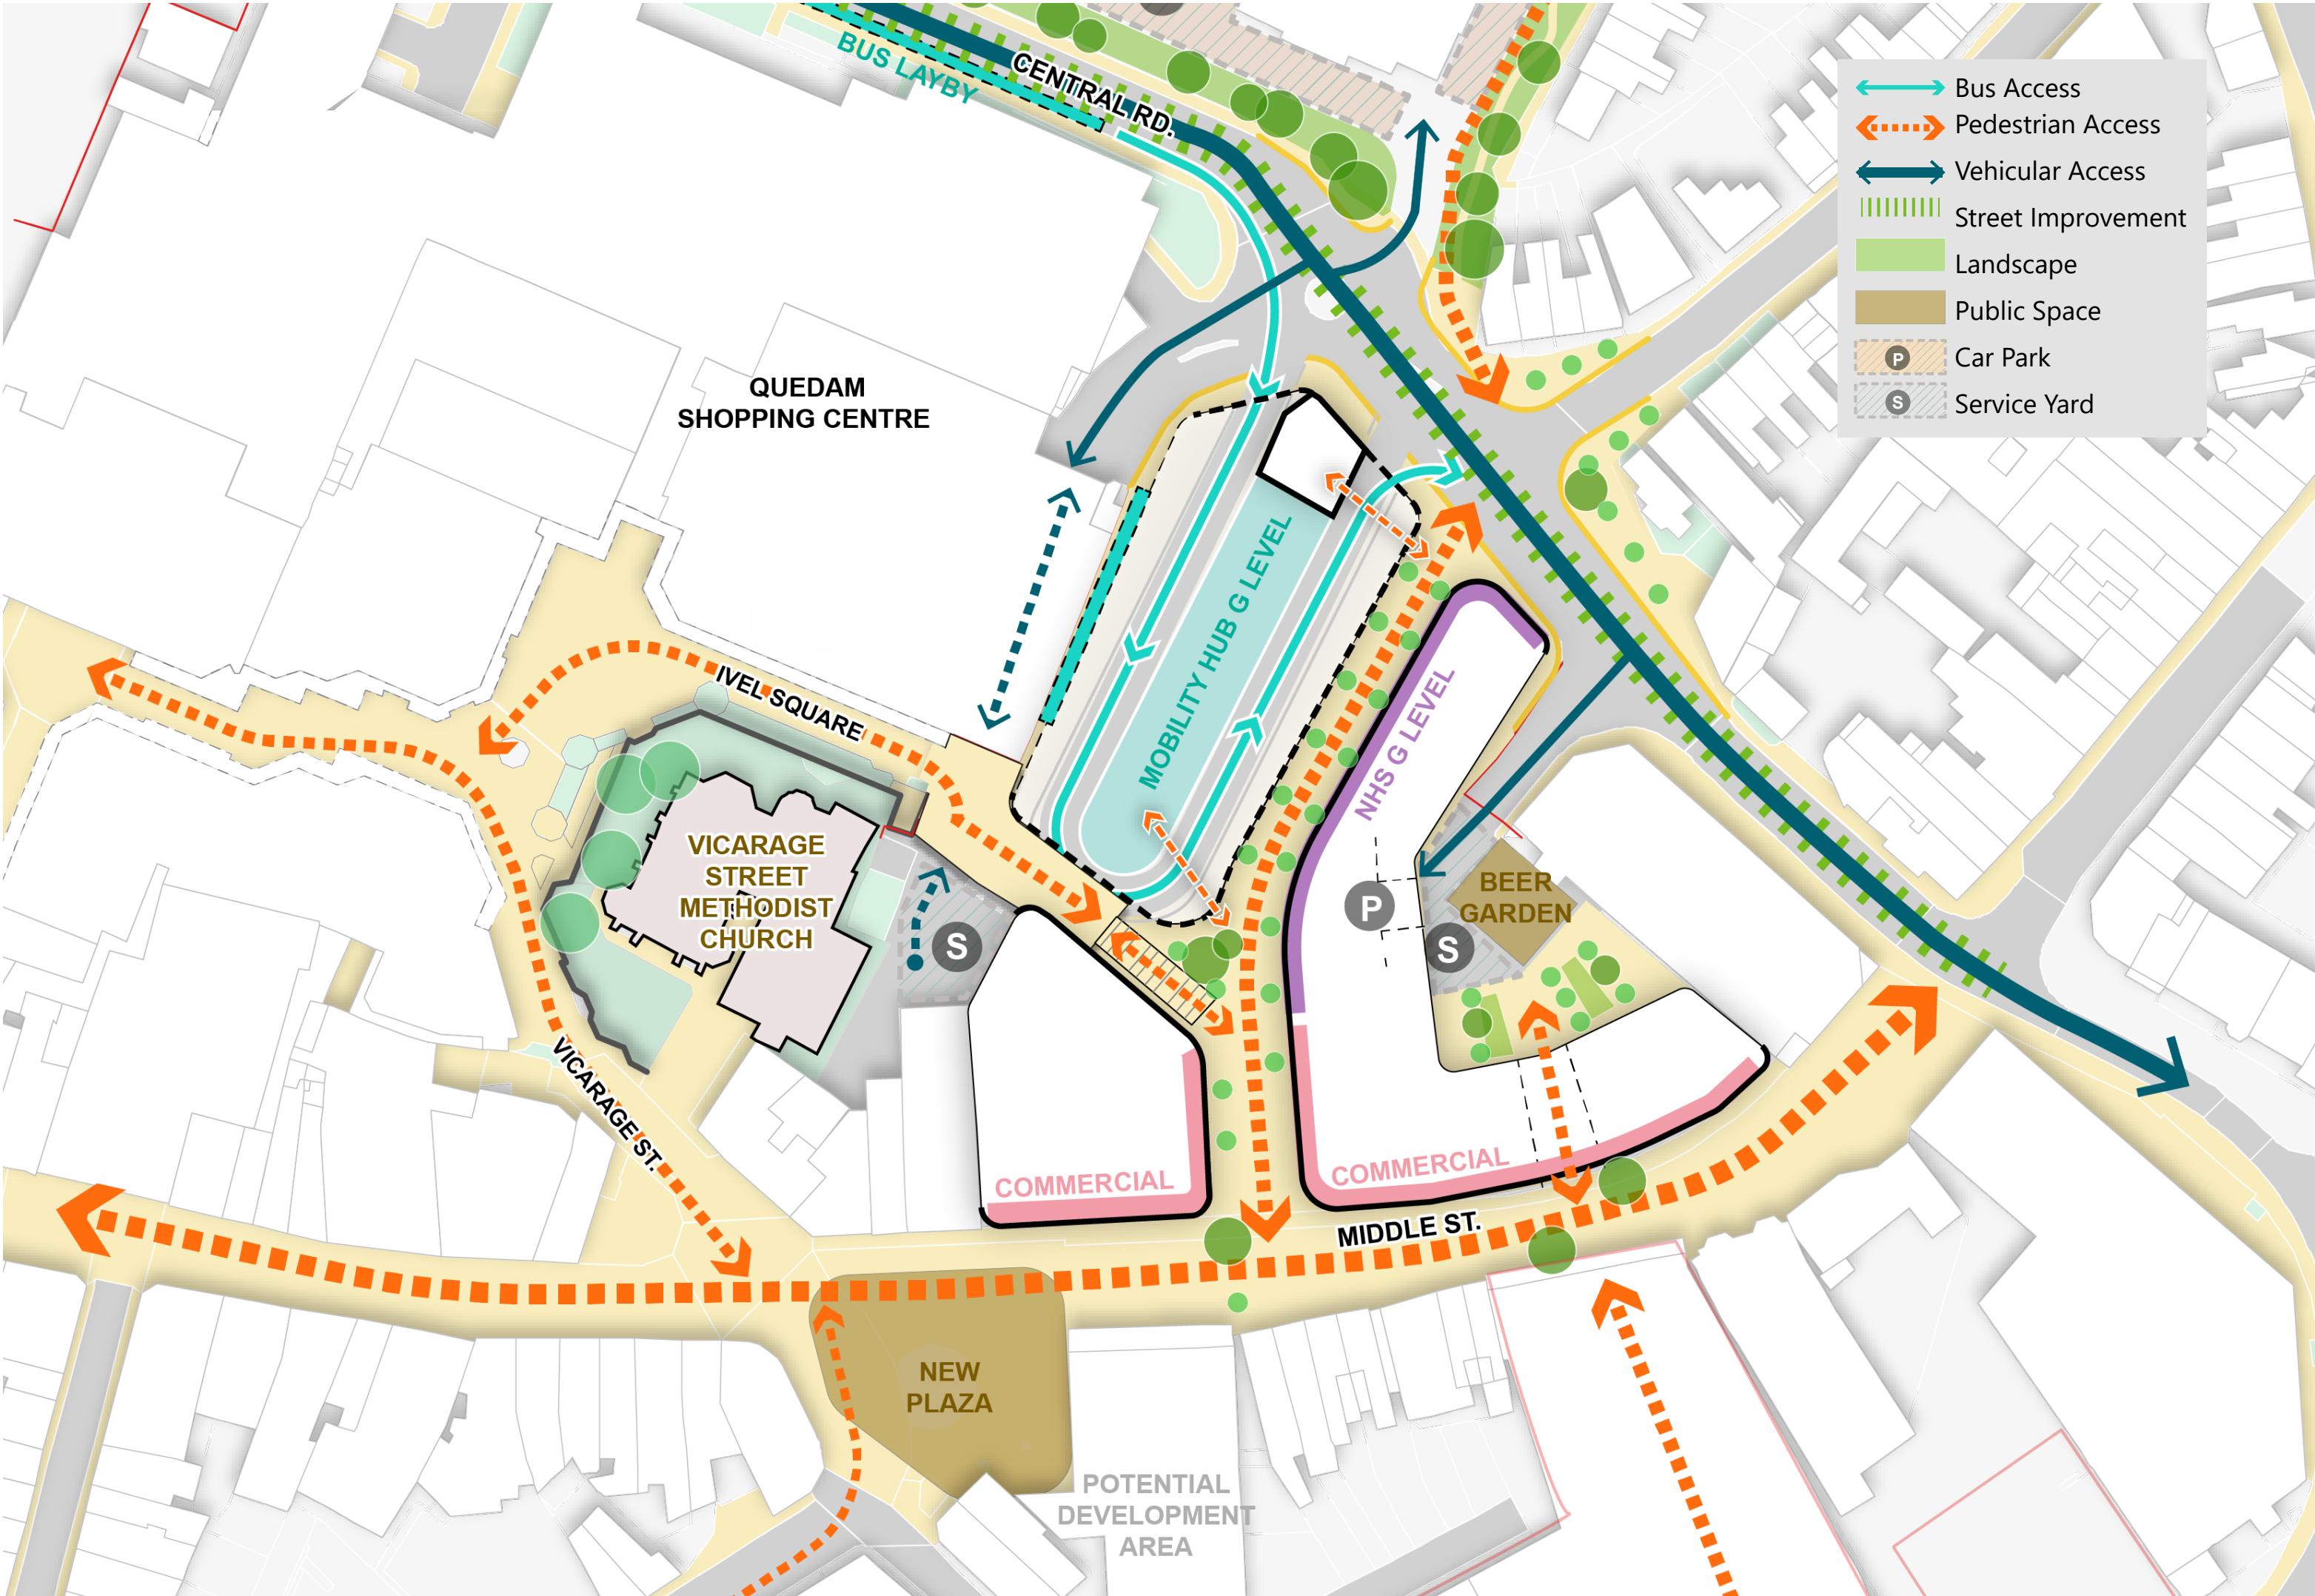 BUS LAYBY
CENTRAL RD.
Bus Access
Pedestrian Access
Vehicular Access
Street Improvement
Landscape
Public Space
P
Car Park
S
Service Yard
QUEDAM
SHOPPING CENTRE
MOBILITY HUB G LEVEL
IVEL SQUARE
NHS G LEVEL
VICARAGE
STREET
METHODIST
CHURCH
S
P
S
BEER
GARDEN
VICARAGE ST.
COMMERCIAL
COMMERCIAL
MIDDLE ST.
NEW
PLAZA
POTENTIAL
DEVELOPMENT
AREA